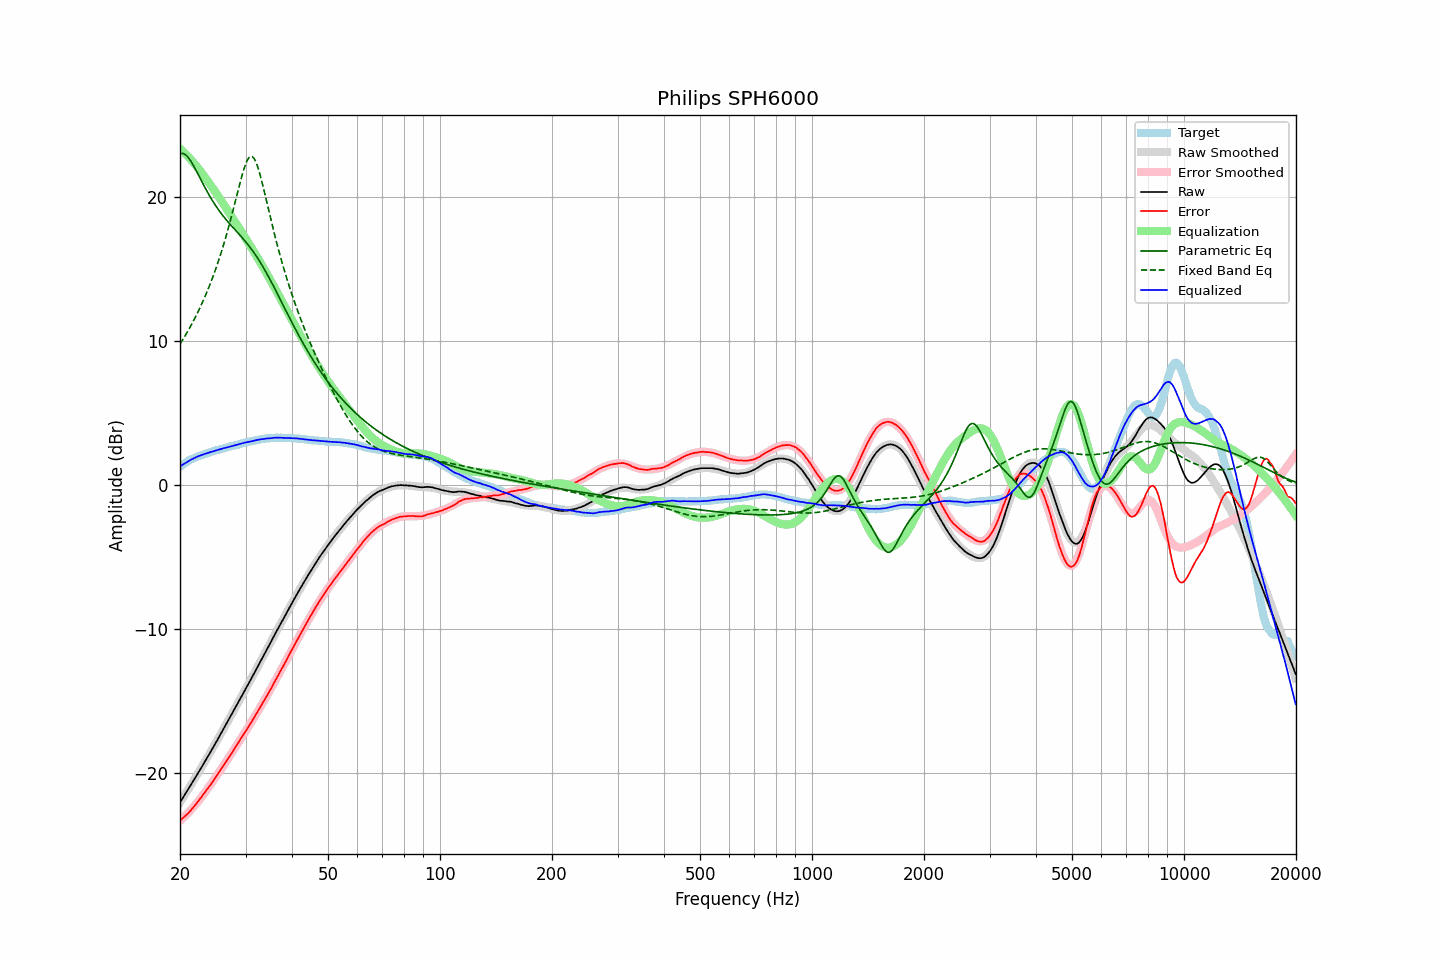 Philips SPH6000
Amplitude (dBr)
20
10
0
−10
−20
Target
Raw Smoothed
Error Smoothed
Raw
Error
Equalization
Parametric Eq
Fixed Band Eq
Equalized
20 50 100 200 500 1000 2000 5000 10000 20000
Frequency (Hz)